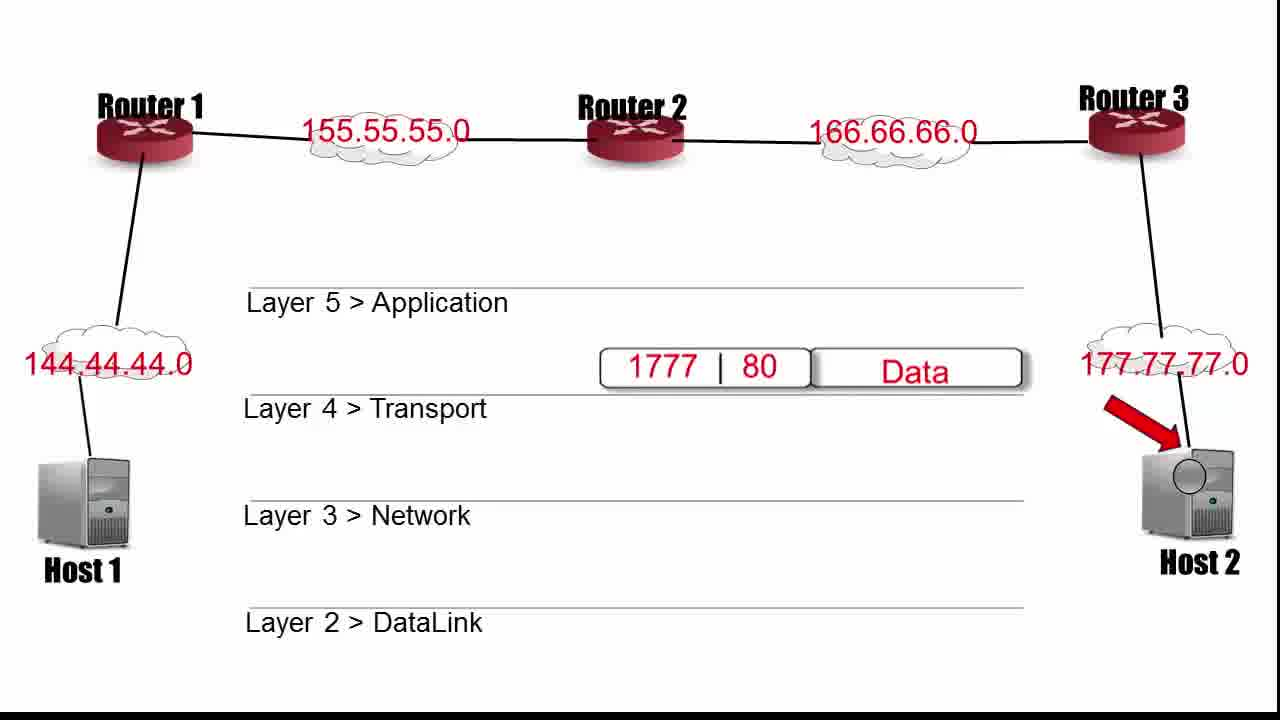 Router 1
Router 2
Router 3
155.55.55.0
166.66.66.0
Layer 5 > Application
144.44.44.0
1777 | 80
Data
177.77.77.0
Layer 4 > Transport
Layer 3 > Network
Host 1
Host 2
Layer 2 > DataLink